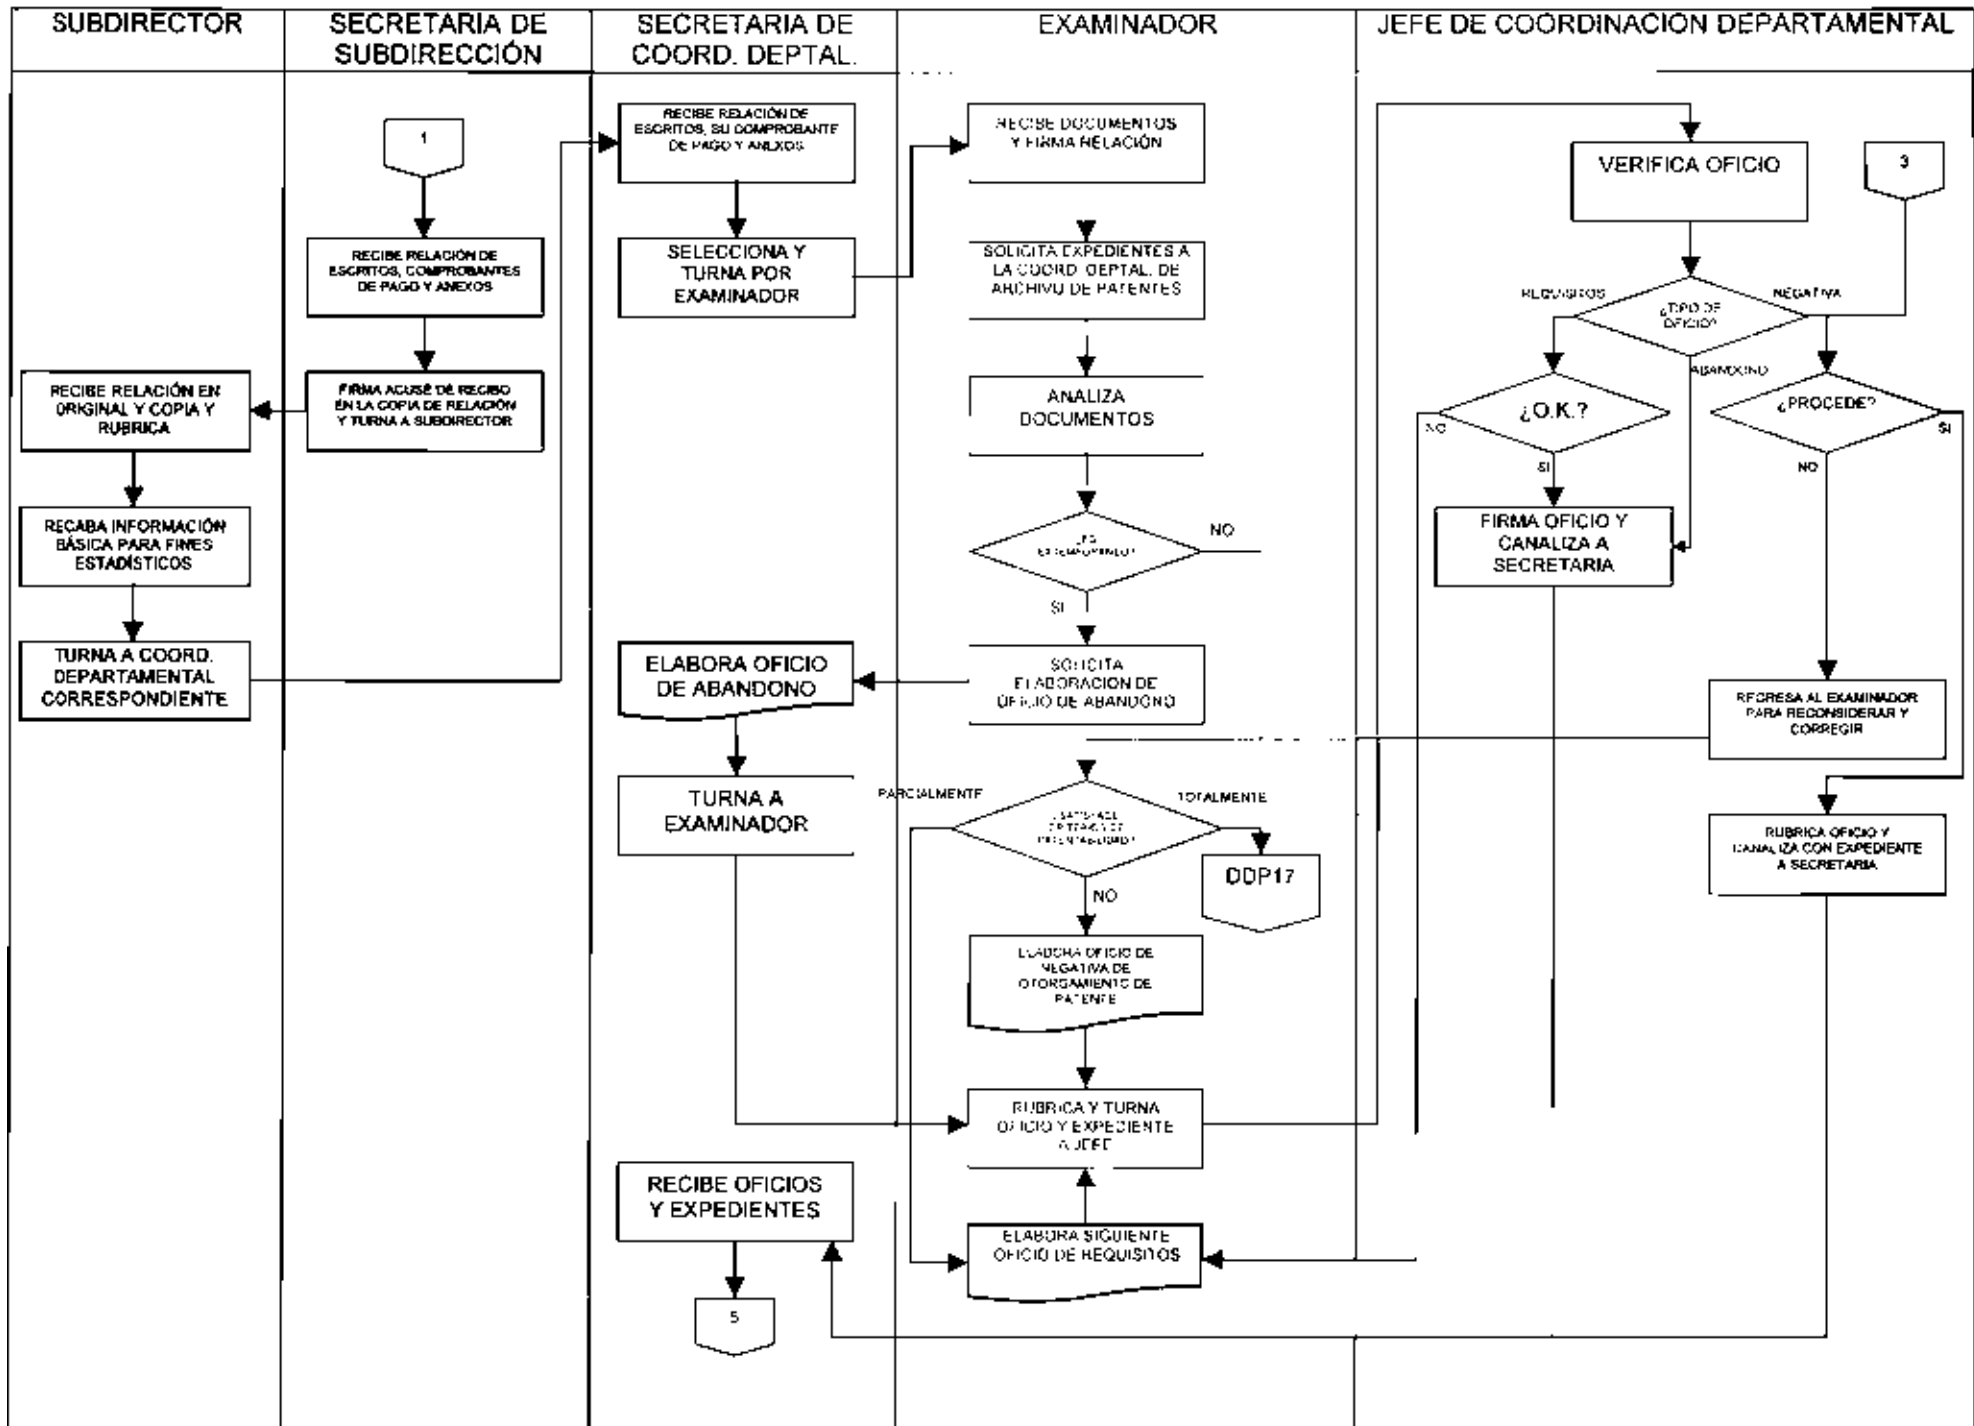 SUBDIRECTOR
SECRETARIA DE
SUBDIRECCIÓN
SECRETARIA DE
COORD. DEPTAL.
EXAMINADOR
JEFE DE COORDINACION DEPARTAMENTAL
1
RECIBE RELACIÓN DE
ESCRITOS, COMPROBANTES
DE PAGO Y ANEXOS
FIRMA ACUSE DE RECIBO
EN LA COPIA DE RELACIÓN
Y TURNA A SUBDIRECTOR
RECIBE RELACIÓN EN
ORIGINAL Y COPIA Y
RUBRICA
RECABA INFORMACIÓN
BÁSICA PARA FINES
ESTADÍSTICOS
TURNA A COORD.
DEPARTAMENTAL
CORRESPONDIENTE
RECIBE RELACIÓN DE
ESCRITOS, SU COMPROBANTE
DE PAGO Y ANEXOS
SELECCIONA Y
TURNA POR
EXAMINADOR
RECIBE DOCUMENTOS
Y FIRMA RELACIÓN
SOLICITA EXPEDIENTES A
LA COORD. DEPTAL. DE
ARCHIVO DE PATENTES
ANALIZA
DOCUMENTOS
NO
SI
SOLICITA
ELABORACION DE
OFICIO DE ABANDONO
ELABORA OFICIO
DE ABANDONO
TURNA A
EXAMINADOR
PARCIALMENTE
TOTALMENTE
DDP17
NO
ELABORA OFICIO DE
NEGATIVA DE
OTORGAMIENTO DE
PATENTE
RUBRICA Y TURNA
OFICIO Y EXPEDIENTE
A JEFE
ELABORA SIGUIENTE
OFICIO DE REQUISITOS
RECIBE OFICIOS
Y EXPEDIENTES
5
VERIFICA OFICIO
3
REQUISITOS
NEGATIVA
¿TIPO DE
OFICIO?
ABANDONO
¿O.K.?
NO
SI
¿PROCEDE?
SI
NO
FIRMA OFICIO Y
CANALIZA A
SECRETARIA
REGRESA AL EXAMINADOR
PARA RECONSIDERAR Y
CORREGIR
RUBRICA OFICIO Y
CANALIZA CON EXPEDIENTE
A SECRETARIA